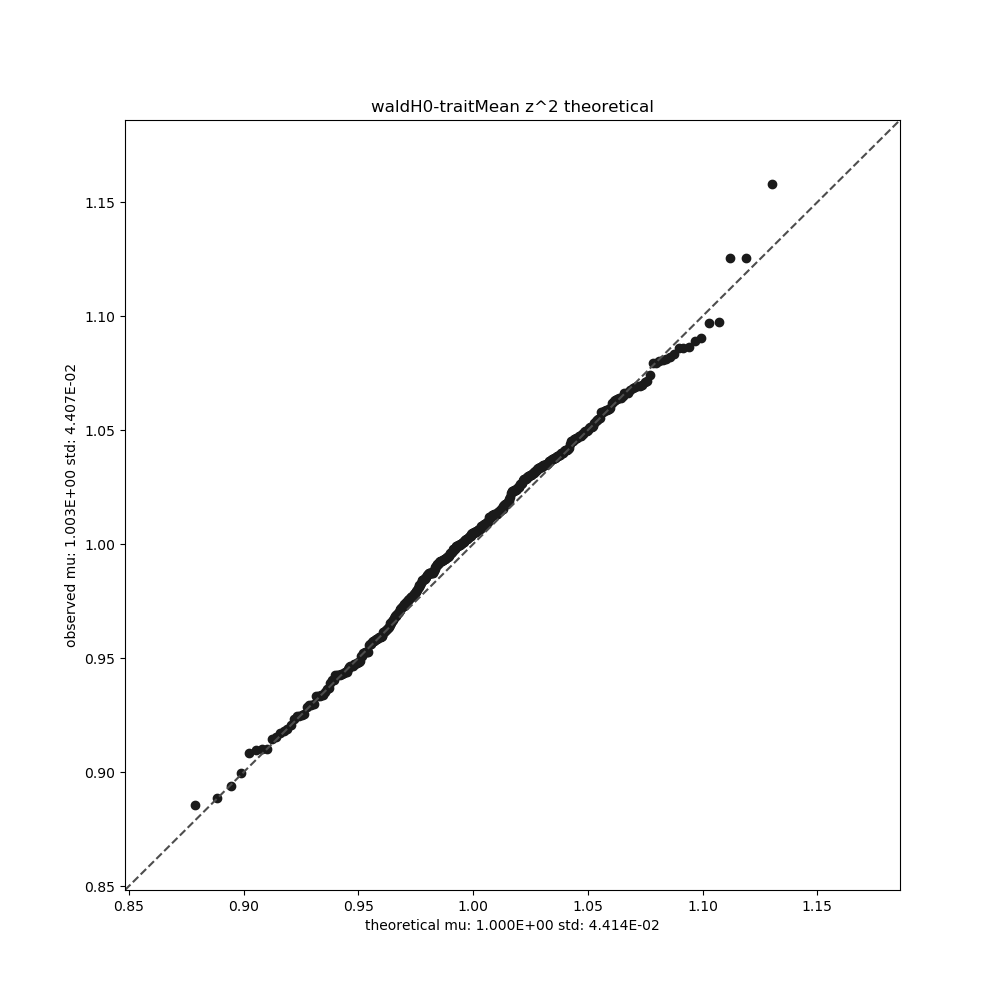 waldH0-traitMean z^2 theoretical
1.15
1.10
1.05
1.00
0.95
0.90
0.85
observed mu: 1.003E+00 std: 4.407E-02
0.85 0.90 0.95 1.00 1.05 1.10 1.15
theoretical mu: 1.000E+00 std: 4.414E-02